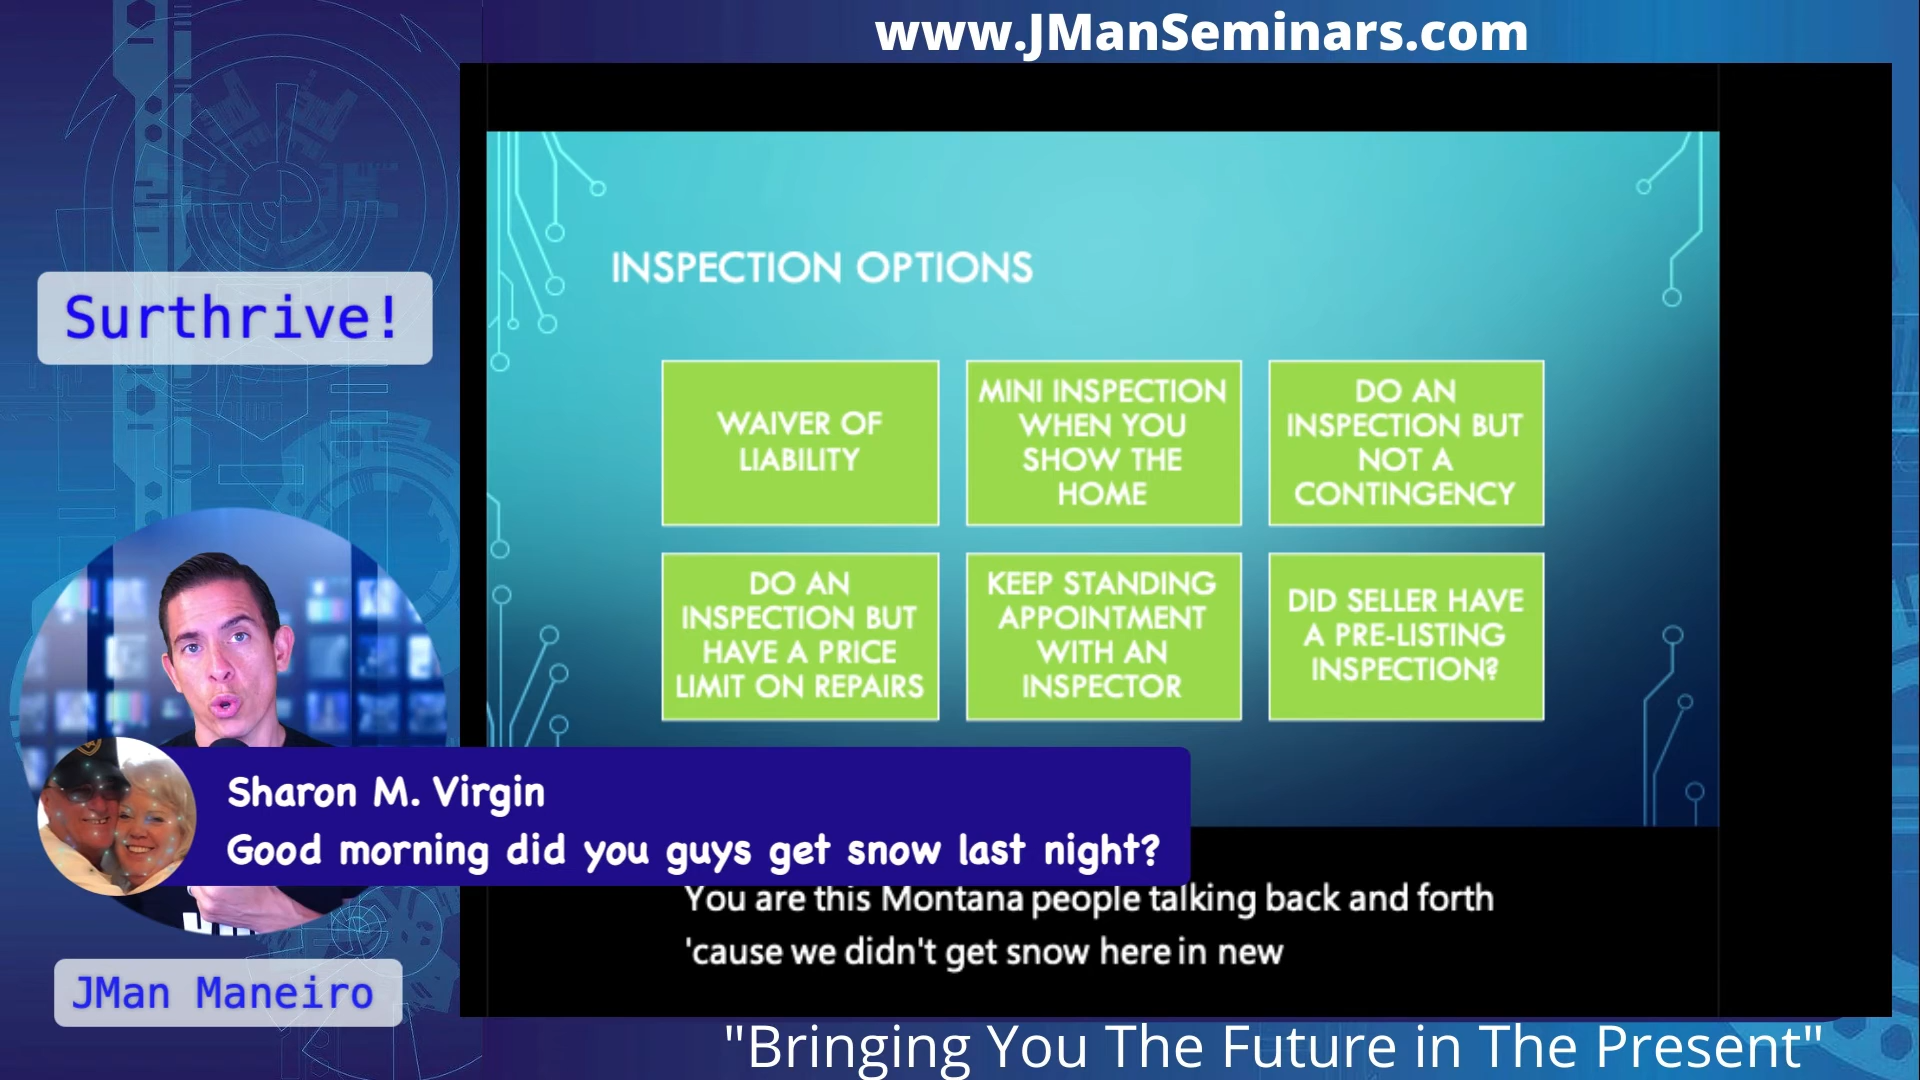 www.JManSeminars.com
Surthrive!
INSPECTION OPTIONS
WAIVER OF
LIABILITY
MINI INSPECTION
WHEN YOU
SHOW THE
HOME
DO AN
INSPECTION BUT
NOT A
CONTINGENCY
DO AN
INSPECTION BUT
HAVE A PRICE
LIMIT ON REPAIRS
KEEP STANDING
APPOINTMENT
WITH AN
INSPECTOR
DID SELLER HAVE
A PRE-LISTING
INSPECTION?
Sharon M. Virgin
Good morning did you guys get snow last night?
You are this Montana people talking back and forth
'cause we didn't get snow here in new
JMan Maneiro
"Bringing You The Future in The Present"